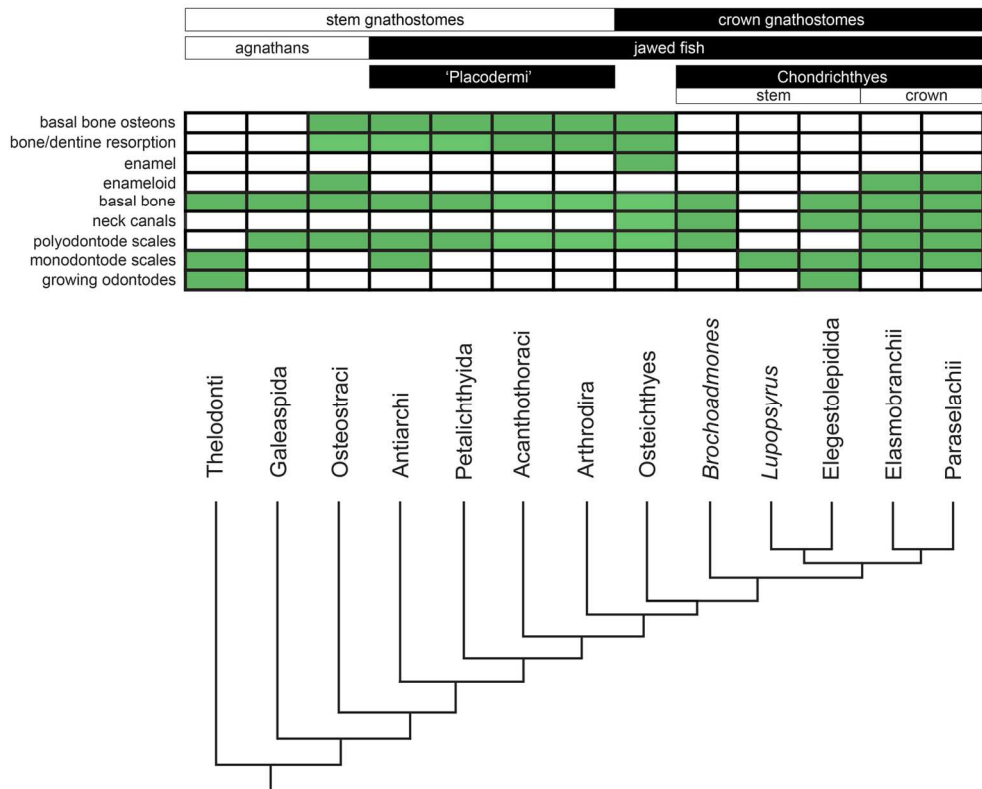 stem gnathostomes
crown gnathostomes
agnathans
jawed fish
'Placodermi'
Chondrichthyes
stem
crown
basal bone osteons
bone/dentine resorption
enamel
enameloid
basal bone
neck canals
polyodontode scales
monodontode scales
growing odontodes
Thelodonti
Galeaspida
Osteostraci
Antiarchi
Petalichthyida
Acanthothoraci
Arthrodira
Osteichthyes
Brochoadmones
Lupopsyrus
Elegestolepidida
Elasmobranchii
Paraselachii